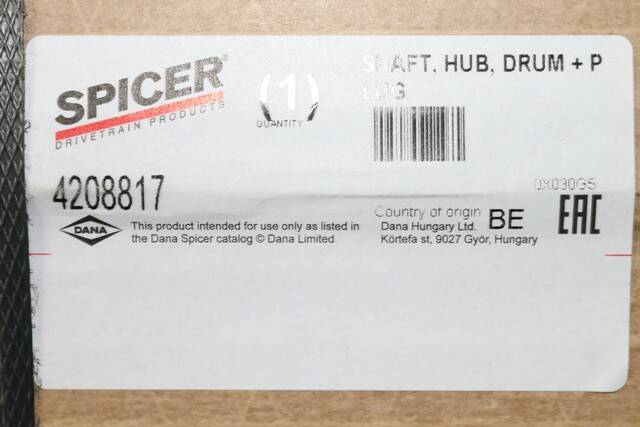 SPICER®
DRIVETRAIN PRODUCTS
(1)
QUANTITY
SHAFT, HUB, DRUM + P
LUG
4208817
0X030GS
DANA
This product intended for use only as listed in
the Dana Spicer catalog © Dana Limited
Country of origin BE
Dana Hungary Ltd.
Körtefa st, 9027 Győr, Hungary
EAC